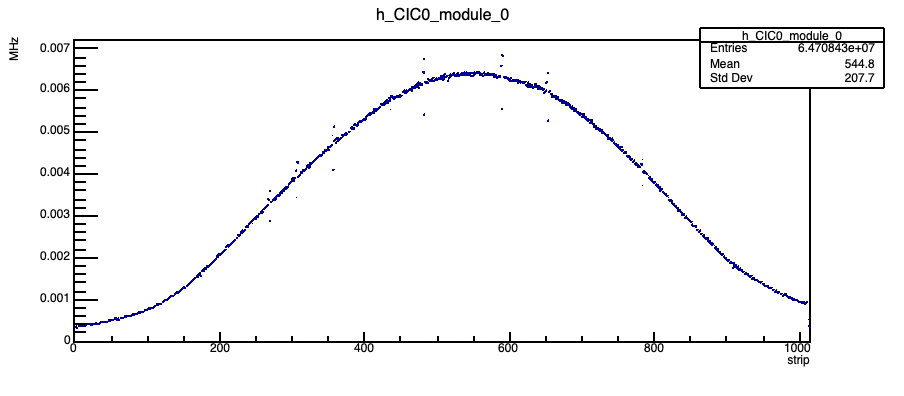 h_CIC0_module_0
MHz
h_CIC0_module_0
Entries 6.470843e+07
Mean 544.8
Std Dev 207.7
0.007
0.006
0.005
0.004
0.003
0.002
0.001
0
0 200 400 600 800 1000
strip